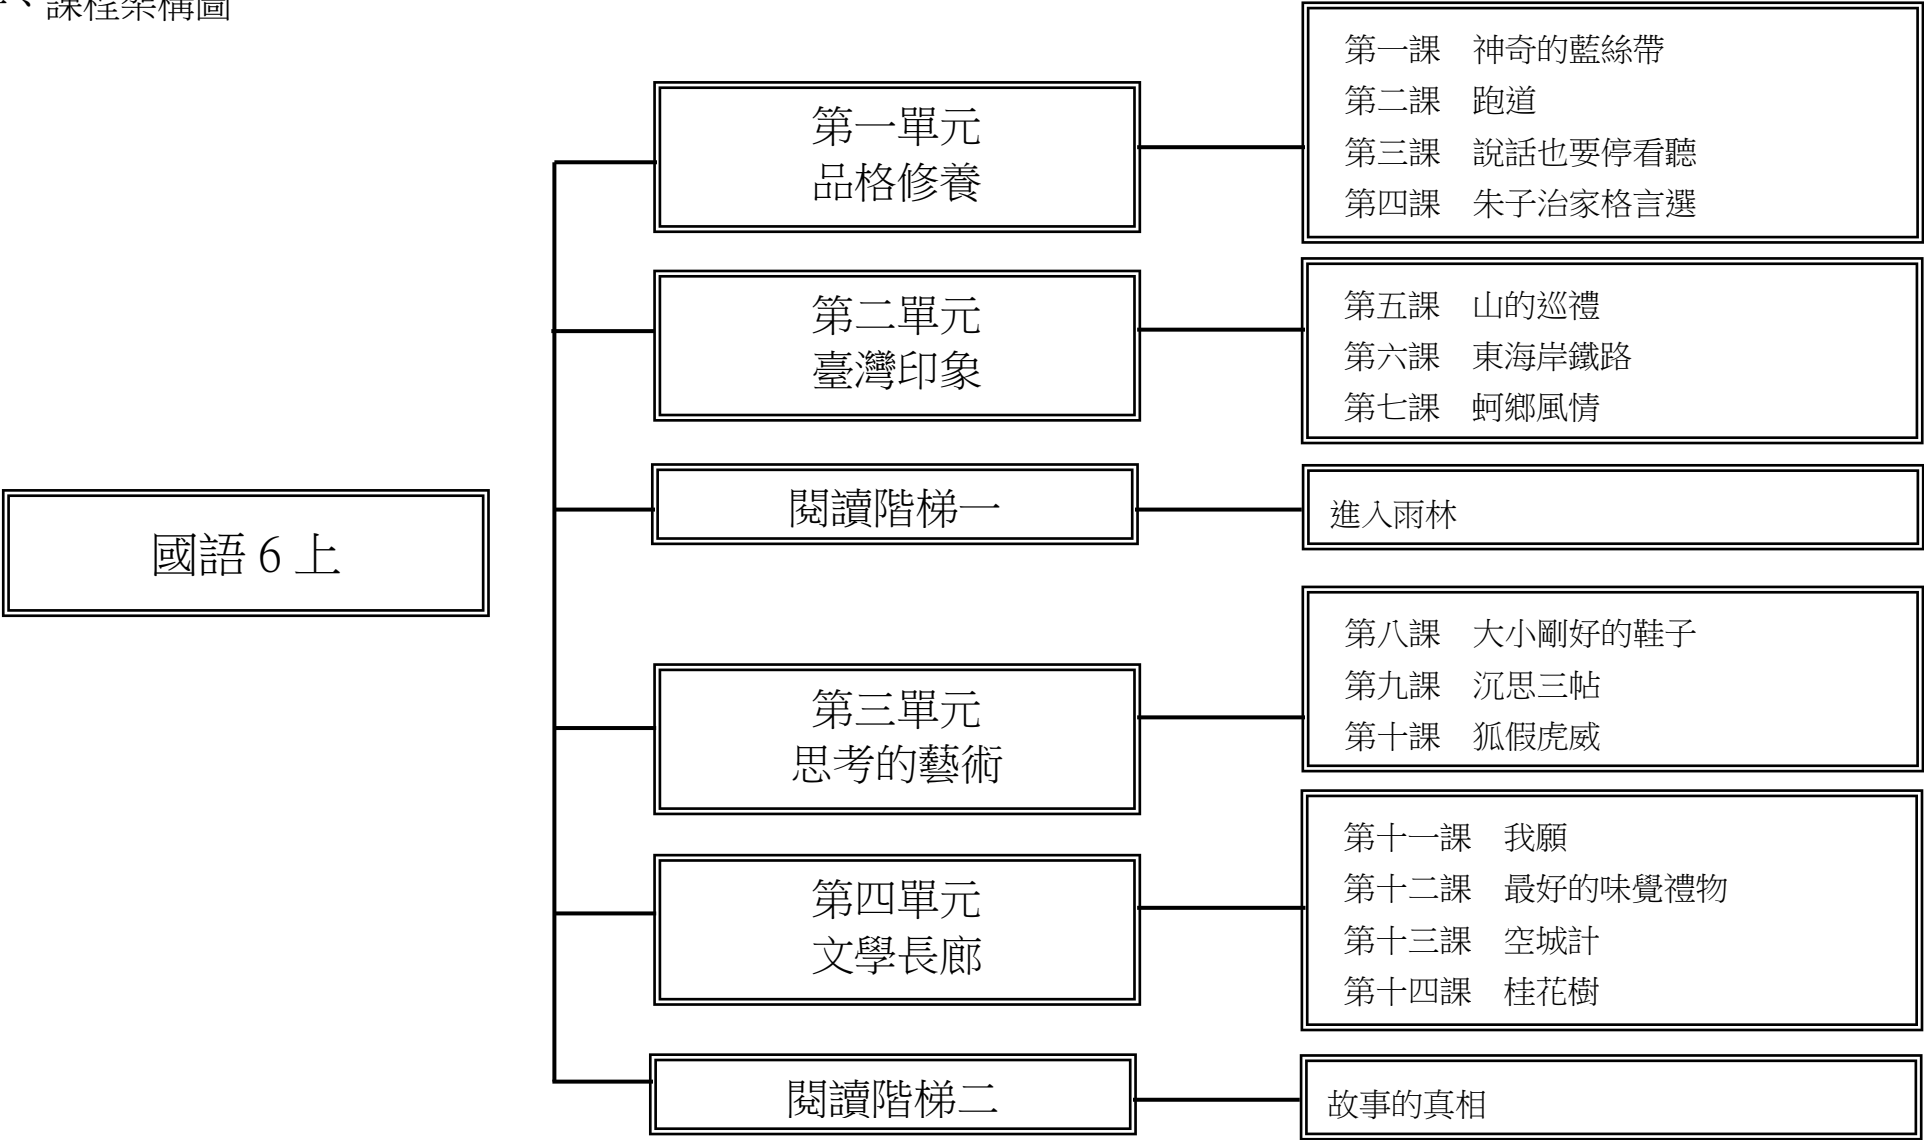 、課程架構圖
國語 6 上
第一單元
品格修養
第一課　神奇的藍絲帶
第二課　跑道
第三課　說話也要停看聽
第四課　朱子治家格言選
第二單元
臺灣印象
第五課　山的巡禮
第六課　東海岸鐵路
第七課　蚵鄉風情
閱讀階梯一
進入雨林
第三單元
思考的藝術
第八課　大小剛好的鞋子
第九課　沉思三帖
第十課　狐假虎威
第四單元
文學長廊
第十一課　我願
第十二課　最好的味覺禮物
第十三課　空城計
第十四課　桂花樹
閱讀階梯二
故事的真相